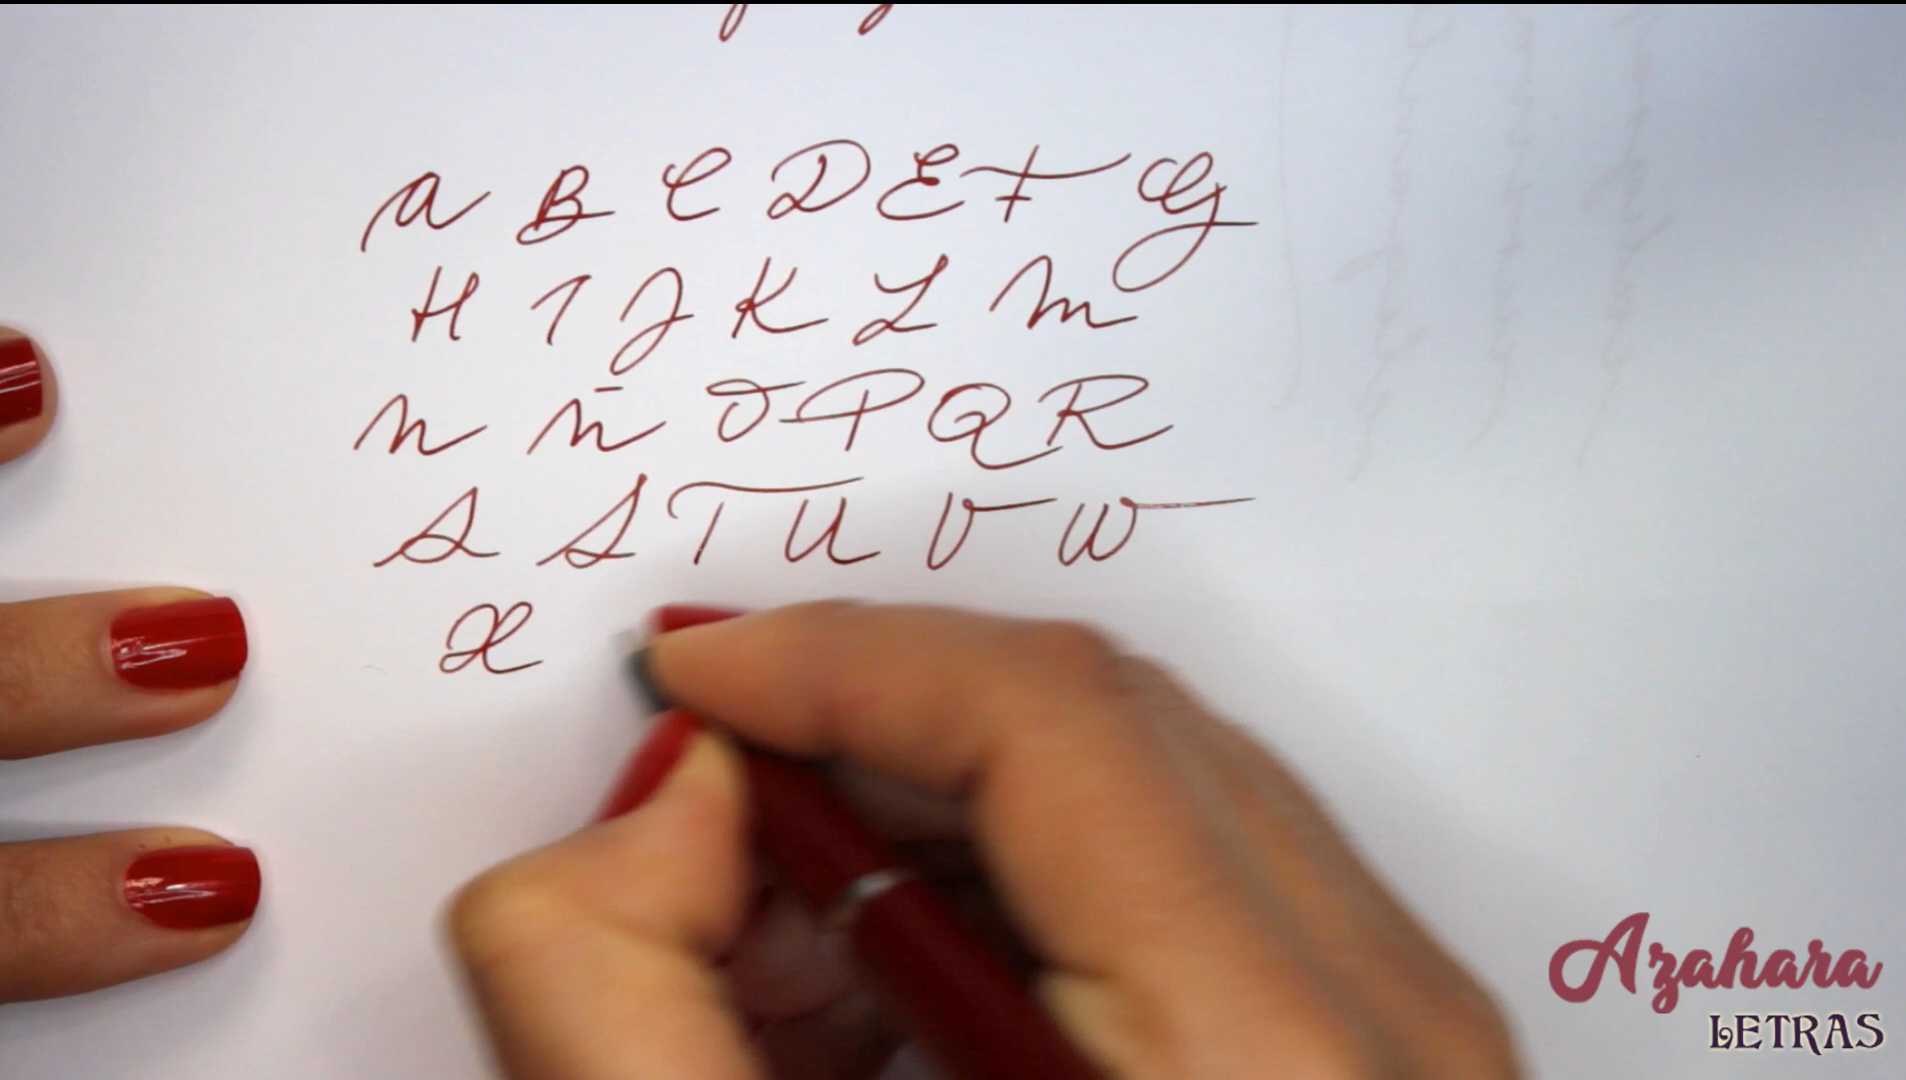 A B C D E F G
H I J K L M
N Ñ O P Q R
S S T U V W
X
Azahara
LETRAS